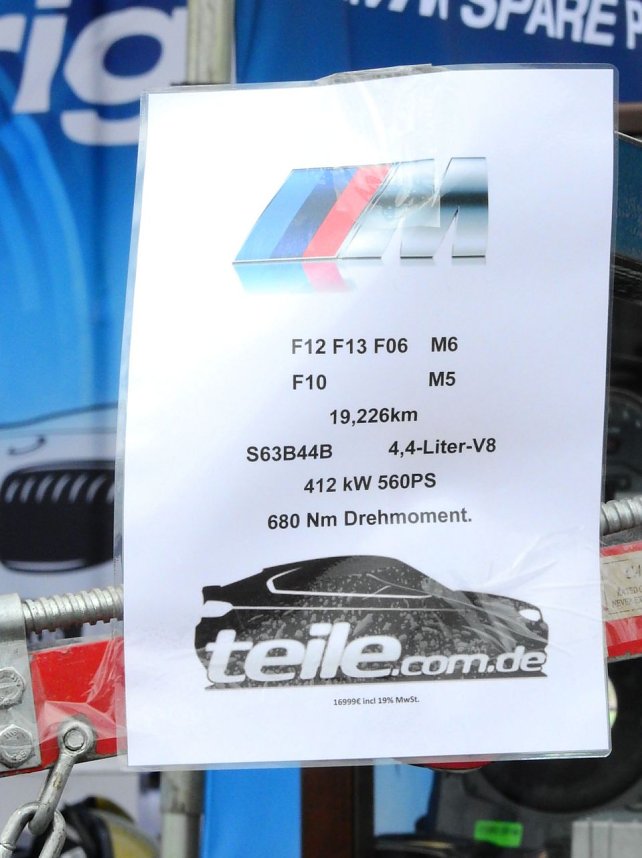 rig
SPARE P
M
F12 F13 F06 M6
F10 M5
19,226km
S63B44B 4,4-Liter-V8
412 kW 560PS
680 Nm Drehmoment.
teile.com.de
16999€ incl 19% MwSt.